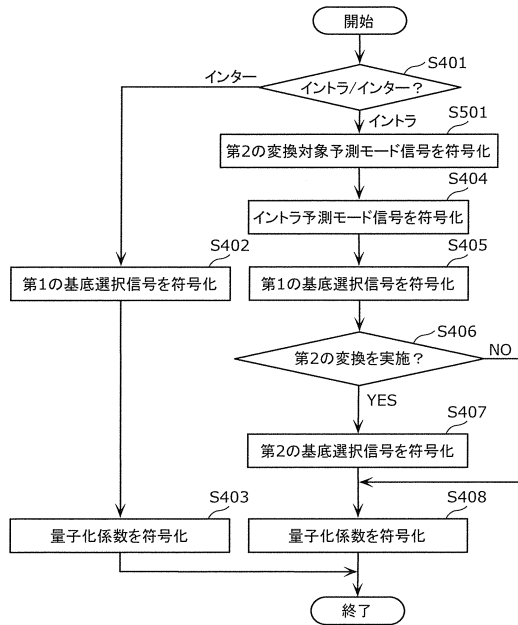 開始
S401
インター
イントラ/インター？
イントラ
S501
第2の変換対象予測モード信号を符号化
S404
イントラ予測モード信号を符号化
S402
第1の基底選択信号を符号化
S405
第1の基底選択信号を符号化
S406
第2の変換を実施？
NO
YES
S407
第2の基底選択信号を符号化
S403
量子化係数を符号化
S408
量子化係数を符号化
終了